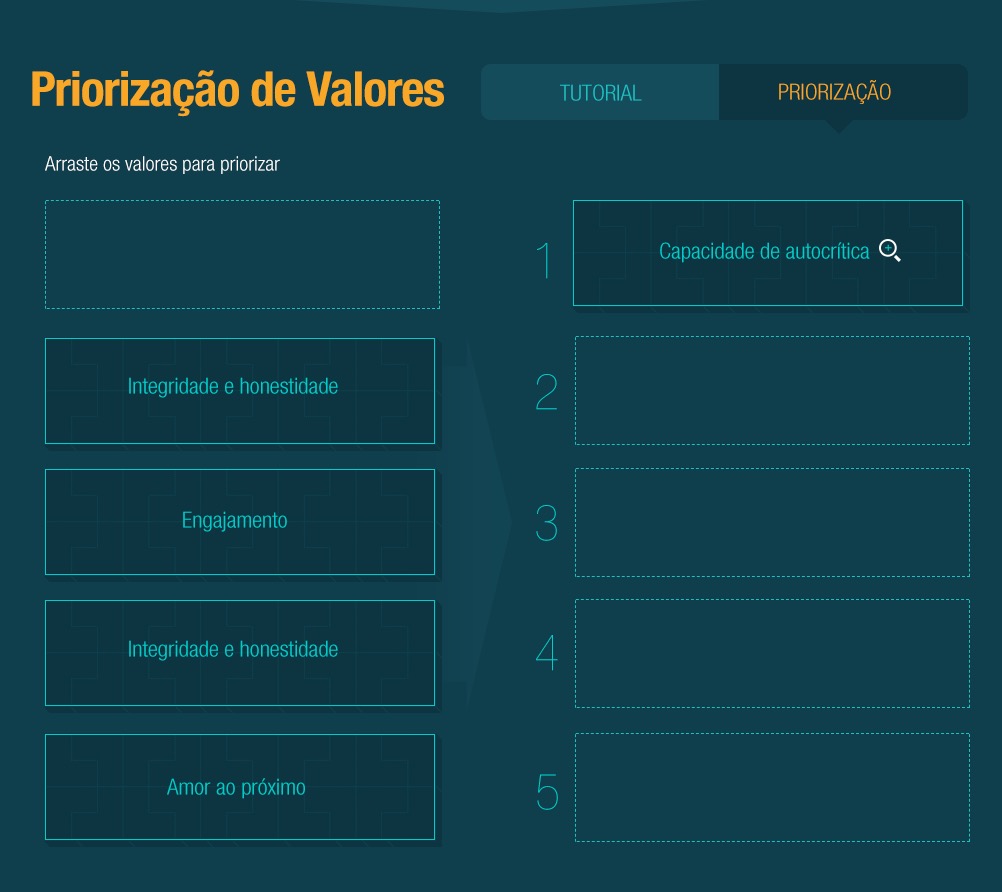 Priorização de Valores
TUTORIAL
PRIORIZAÇÃO
Arraste os valores para priorizar
1
Capacidade de autocrítica
Integridade e honestidade
2
Engajamento
3
Integridade e honestidade
4
Amor ao próximo
5